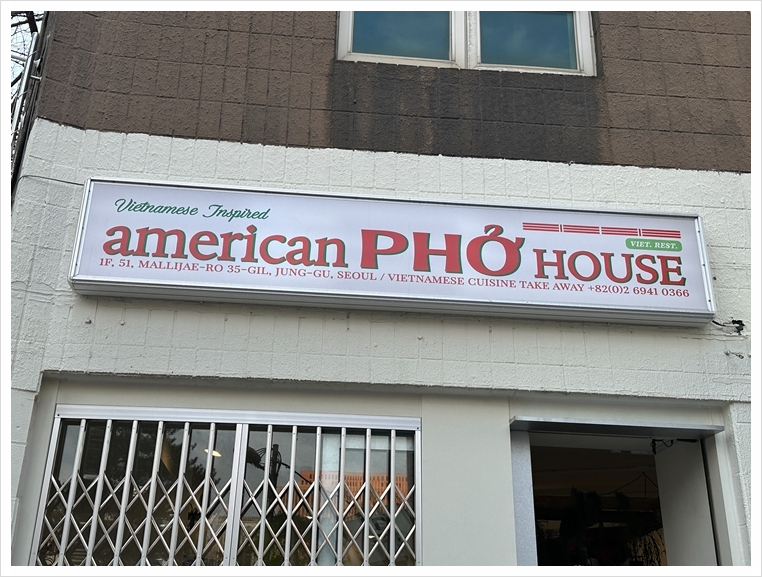 Vietnamese Inspired
american PHỞ HOUSE
VIET. REST.
1F, 51, MALLIJAE-RO 35-GIL, JUNG-GU, SEOUL / VIETNAMESE CUISINE TAKE AWAY +82(0)2 6941 0366